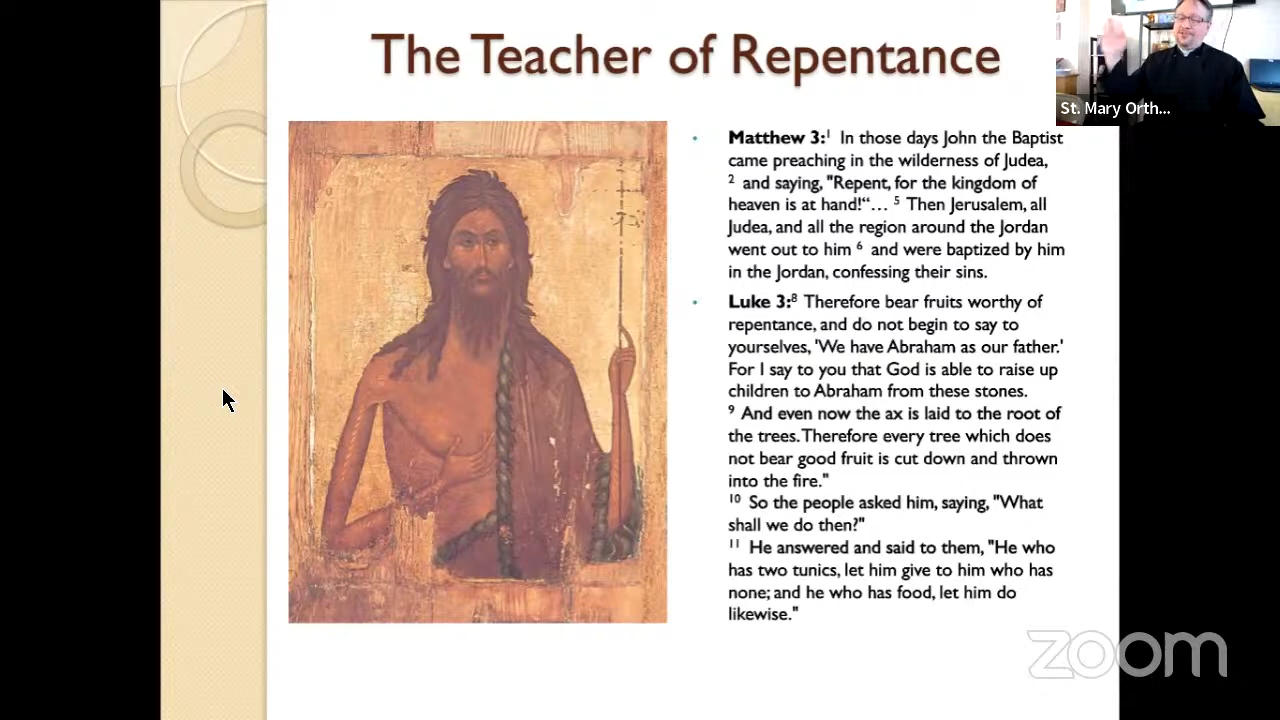 The Teacher of Repentance
St. Mary Orth...
• Matthew 3:1 In those days John the Baptist
came preaching in the wilderness of Judea,
2 and saying, "Repent, for the kingdom of
heaven is at hand!“… 5 Then Jerusalem, all
Judea, and all the region around the Jordan
went out to him 6 and were baptized by him
in the Jordan, confessing their sins.
• Luke 3:8 Therefore bear fruits worthy of
repentance, and do not begin to say to
yourselves, 'We have Abraham as our father.'
For I say to you that God is able to raise up
children to Abraham from these stones.
9 And even now the ax is laid to the root of
the trees. Therefore every tree which does
not bear good fruit is cut down and thrown
into the fire."
10 So the people asked him, saying, "What
shall we do then?"
11 He answered and said to them, "He who
has two tunics, let him give to him who has
none; and he who has food, let him do
likewise."
zoom